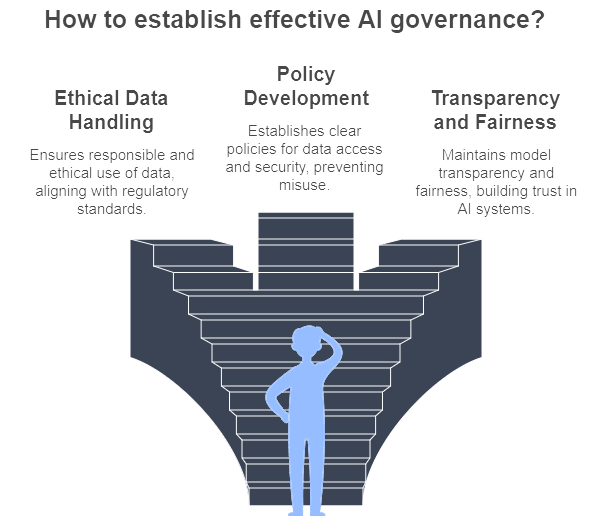 How to establish effective AI governance?
Ethical Data
Handling
Ensures responsible and
ethical use of data,
aligning with regulatory
standards.
Policy
Development
Establishes clear
policies for data access
and security, preventing
misuse.
Transparency
and Fairness
Maintains model
transparency and
fairness, building trust in
AI systems.